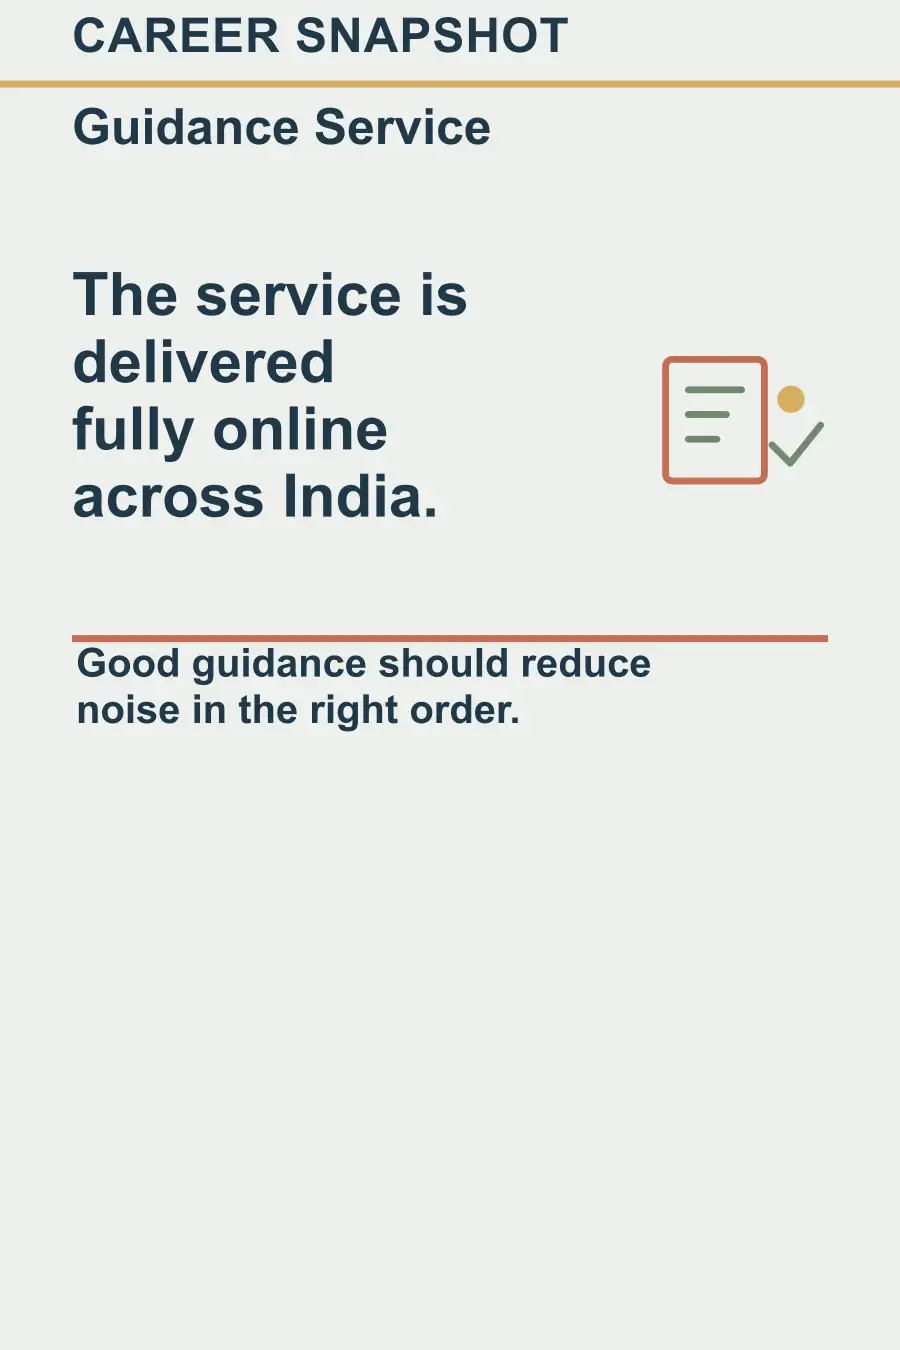 CAREER SNAPSHOT
Guidance Service
The service is
delivered
fully online
across India.
Good guidance should reduce
noise in the right order.